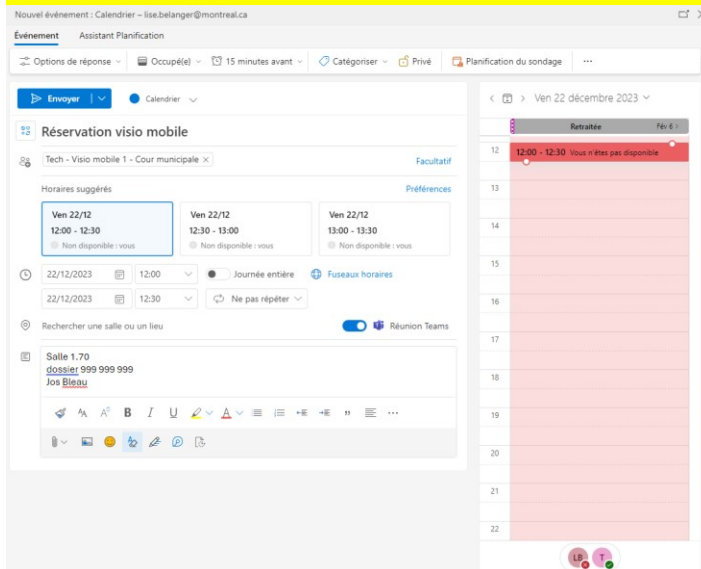 Nouvel événement : Calendrier – lise.belanger@montreal.ca
Événement Assistant Planification
Options de réponse Occupé(e) 15 minutes avant Catégoriser Privé Planification du sondage ...
Envoyer Calendrier
Ven 22 décembre 2023
Réservation visio mobile
Retraitée Fév 6 >
Tech - Visio mobile 1 - Cour municipale ×
Facultatif
12 12:00 - 12:30 Vous n'êtes pas disponible
Horaires suggérés Préférences
Ven 22/12
12:00 - 12:30
Non disponible : vous
Ven 22/12
12:30 - 13:00
Non disponible : vous
Ven 22/12
13:00 - 13:30
Non disponible : vous
22/12/2023 12:00 Journée entière Fuseaux horaires
22/12/2023 12:30 Ne pas répéter
Rechercher une salle ou un lieu Réunion Teams
Salle 1.70
dossier 999 999 999
Jos Bleau
B I U A ...
13
14
15
16
17
18
19
20
21
22
LB T